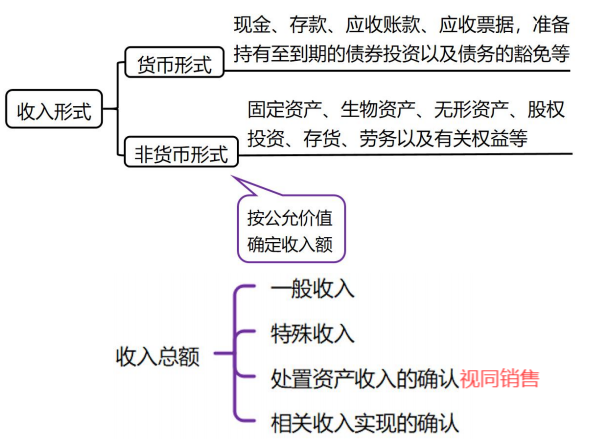 现金、存款、应收账款、应收票据，准备
持有至到期的债券投资以及债务的豁免等
货币形式
收入形式
固定资产、生物资产、无形资产、股权
投资、存货、劳务以及有关权益等
非货币形式
按公允价值
确定收入额
一般收入
特殊收入
收入总额
处置资产收入的确认视同销售
相关收入实现的确认